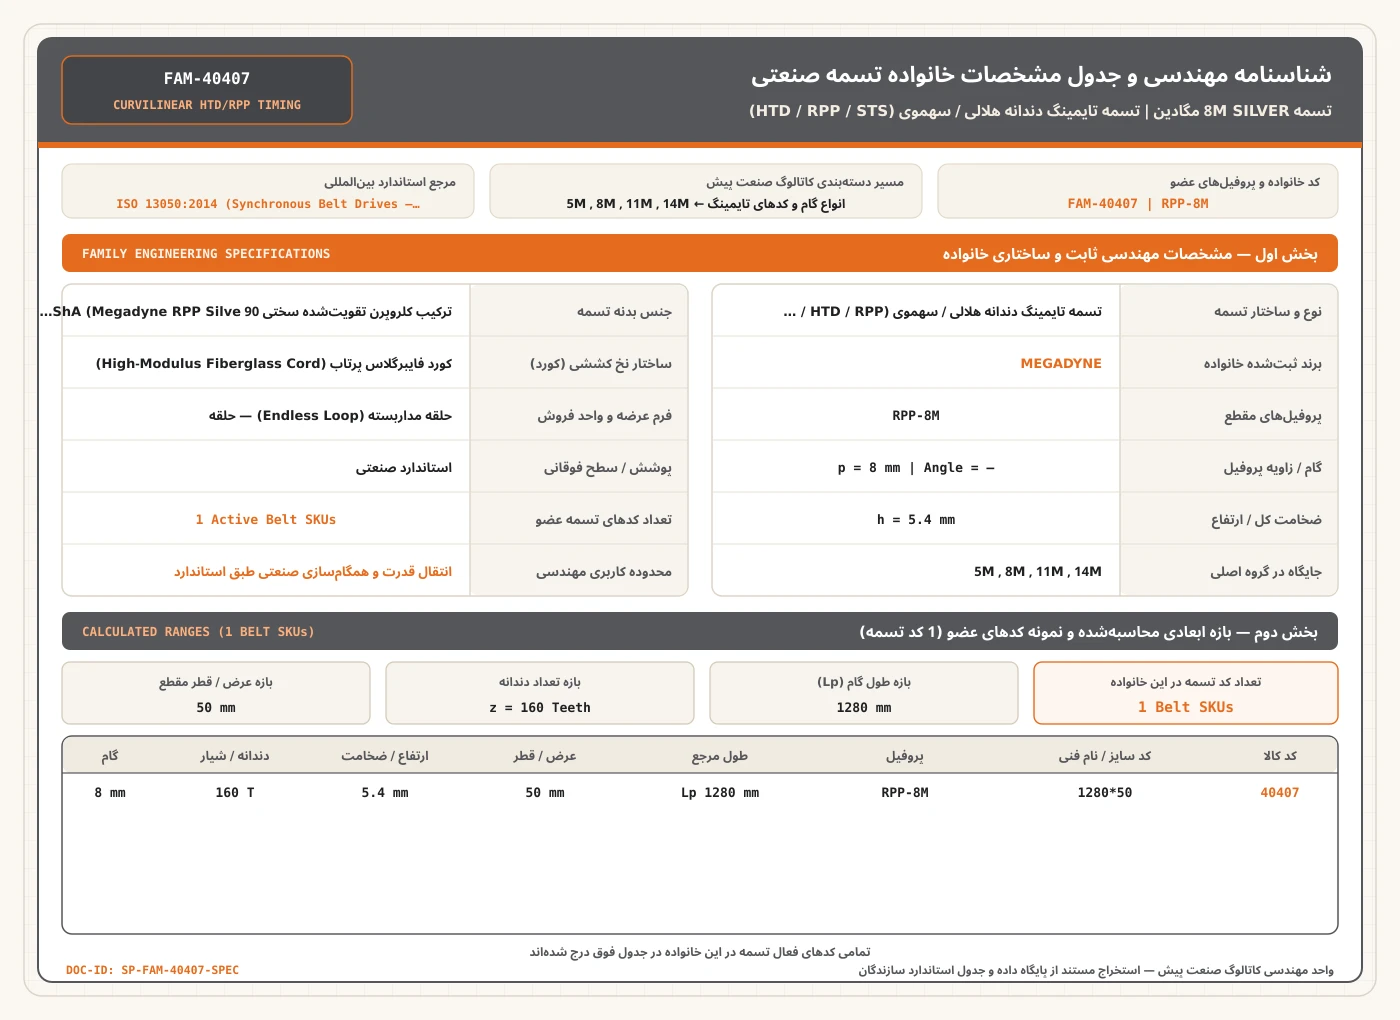 شناسنامه مهندسی و جدول مشخصات خانواده تسمه صنعتی
تسمه 8M SILVER مگادین | تسمه تایمینگ دندانه هلالی / سهموی (HTD / RPP / STS)
FAM-40407
CURVILINEAR HTD/RPP TIMING
کد خانواده و پروفیل‌های عضو
FAM-40407 | RPP-8M
مسیر دسته‌بندی کاتالوگ صنعت پیش
انواع گام و کدهای تایمینگ ← 5M , 8M , 11M , 14M
مرجع استاندارد بین‌المللی
ISO 13050:2014 (Synchronous Belt Drives —…
بخش اول — مشخصات مهندسی ثابت و ساختاری خانواده
FAMILY ENGINEERING SPECIFICATIONS
نوع و ساختار تسمه
تسمه تایمینگ دندانه هلالی / سهموی (HTD / RPP / ...
برند ثبت‌شده خانواده
MEGADYNE
پروفیل‌های مقطع
RPP-8M
گام / زاویه پروفیل
p = 8 mm | Angle = —
ضخامت کل / ارتفاع
h = 5.4 mm
جایگاه در گروه اصلی
5M , 8M , 11M , 14M
جنس بدنه تسمه
ترکیب کلروپرن تقویت‌شده سختی 90 ShA (Megadyne RPP Silve...
ساختار نخ کششی (کورد)
کورد فایبرگلاس پرتاب (High-Modulus Fiberglass Cord)
فرم عرضه و واحد فروش
حلقه مداربسته (Endless Loop) — حلقه
پوشش / سطح فوقانی
استاندارد صنعتی
تعداد کدهای تسمه عضو
1 Active Belt SKUs
محدوده کاربری مهندسی
انتقال قدرت و همگام‌سازی صنعتی طبق استاندارد
بخش دوم — بازه ابعادی محاسبه‌شده و نمونه کدهای عضو (1 کد تسمه)
CALCULATED RANGES (1 BELT SKUs)
تعداد کد تسمه در این خانواده
1 Belt SKUs
بازه طول گام (Lp)
1280 mm
بازه تعداد دندانه
z = 160 Teeth
بازه عرض / قطر مقطع
50 mm
کد کالا کد سایز / نام فنی پروفیل طول مرجع عرض / قطر ارتفاع / ضخامت دندانه / شیار گام
40407 1280*50 RPP-8M Lp 1280 mm 50 mm 5.4 mm 160 T 8 mm
تمامی کدهای فعال تسمه در این خانواده در جدول فوق درج شده‌اند
واحد مهندسی کاتالوگ صنعت پیش — استخراج مستند از پایگاه داده و جدول استاندارد سازندگان
DOC-ID: SP-FAM-40407-SPEC